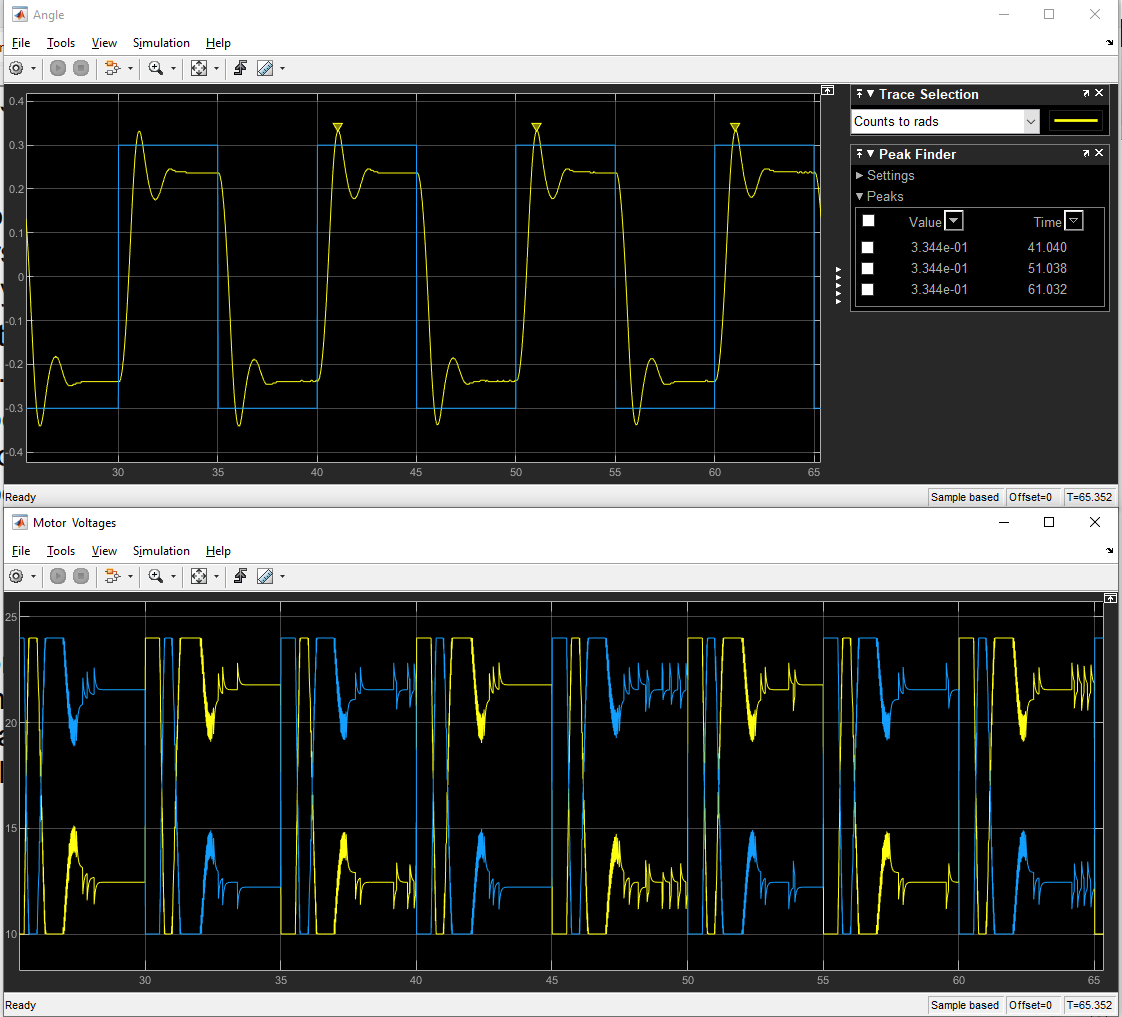 Angle
File Tools View Simulation Help
0.4
0.3
0.2
0.1
0
-0.1
-0.2
-0.3
-0.4
30 35 40 45 50 55 60 65
Trace Selection
Counts to rads
Peak Finder
Settings
Peaks
Value Time
3.344e-01 41.040
3.344e-01 51.038
3.344e-01 61.032
Ready Sample based Offset=0 T=65.352
Motor Voltages
File Tools View Simulation Help
25
20
15
10
30 35 40 45 50 55 60 65
Ready Sample based Offset=0 T=65.352